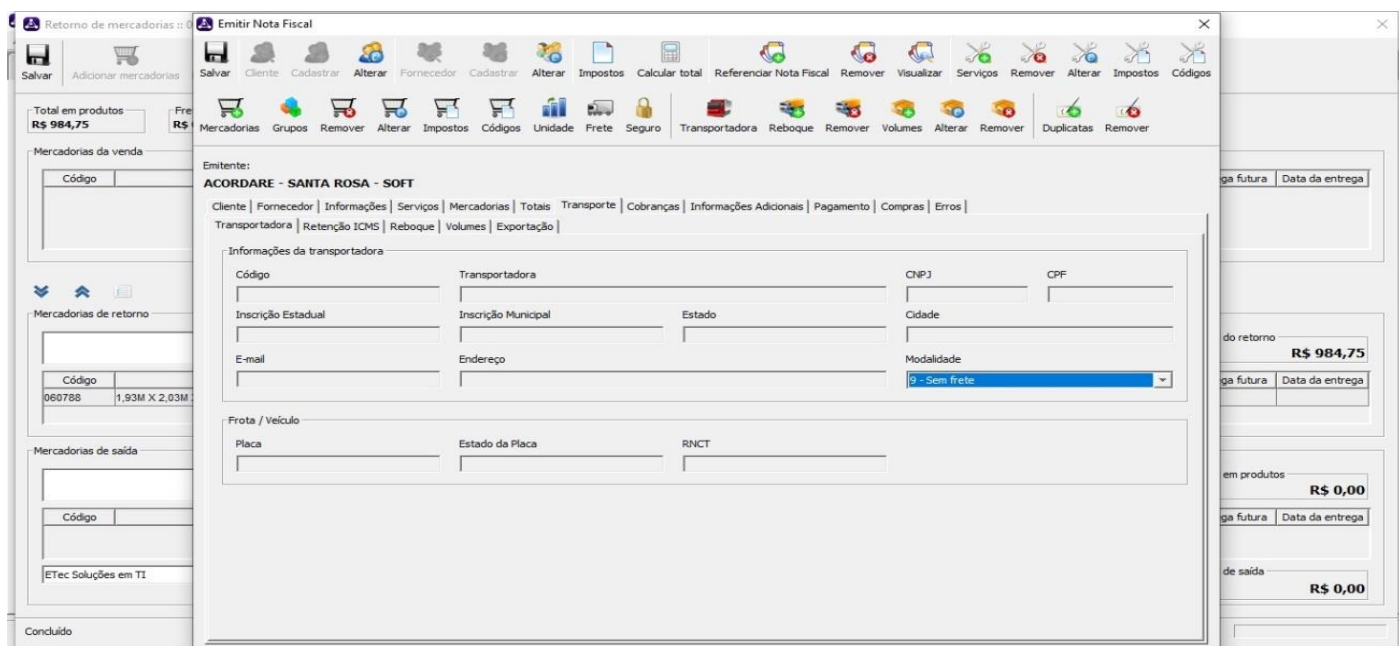 Retorno de mercadorias :: 0
Emitir Nota Fiscal
Salvar Adicionar mercadorias
Salvar Cliente Cadastrar Alterar Fornecedor Cadastrar Alterar Impostos Calcular total Referenciar Nota Fiscal Remover Visualizar Serviços Remover Alterar Impostos Códigos
Mercadorias Grupos Remover Alterar Impostos Códigos Unidade Frete Seguro Transportadora Reboque Remover Volumes Alterar Remover Duplicatas Remover
Total em produtos Fre
R$ 984,75 R$
Mercadorias da venda
Código
ga futura Data da entrega
Emitente:
ACORDARE - SANTA ROSA - SOFT
Cliente Fornecedor Informações Serviços Mercadorias Totais Transporte Cobranças Informações Adicionais Pagamento Compras Erros
Transportadora Retenção ICMS Reboque Volumes Exportação
Informações da transportadora
Código Transportadora CNPJ CPF
Inscrição Estadual Inscrição Municipal Estado Cidade
E-mail Endereço Modalidade
9 - Sem frete
Frota / Veículo
Placa Estado da Placa RNCT
Mercadorias de retorno
do retorno
R$ 984,75
Código
ga futura Data da entrega
060788 1,93M X 2,03M
Mercadorias de saída
em produtos
R$ 0,00
Código
ga futura Data da entrega
ETec Soluções em TI
de saída
R$ 0,00
Concluído